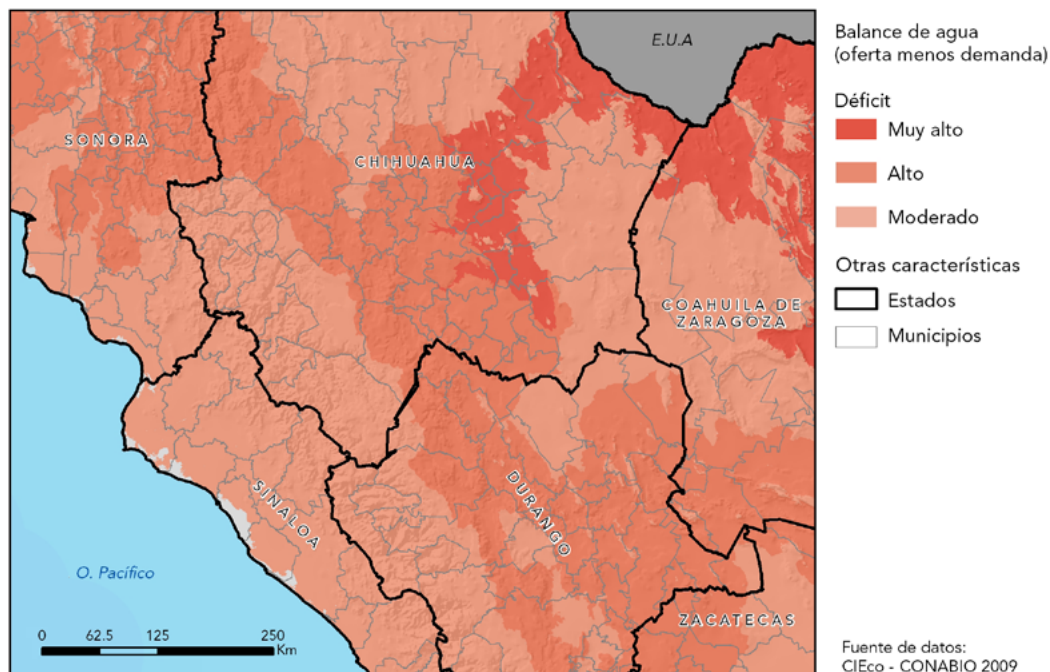 E.U.A
SONORA
CHIHUAHUA
COAHUILA DE
ZARAGOZA
SINALOA
DURANGO
ZACATECAS
O. Pacífico
0 62.5 125 250
Km
Balance de agua
(oferta menos demanda)
Déficit
Muy alto
Alto
Moderado
Otras características
Estados
Municipios
Fuente de datos:
CIEco - CONABIO 2009